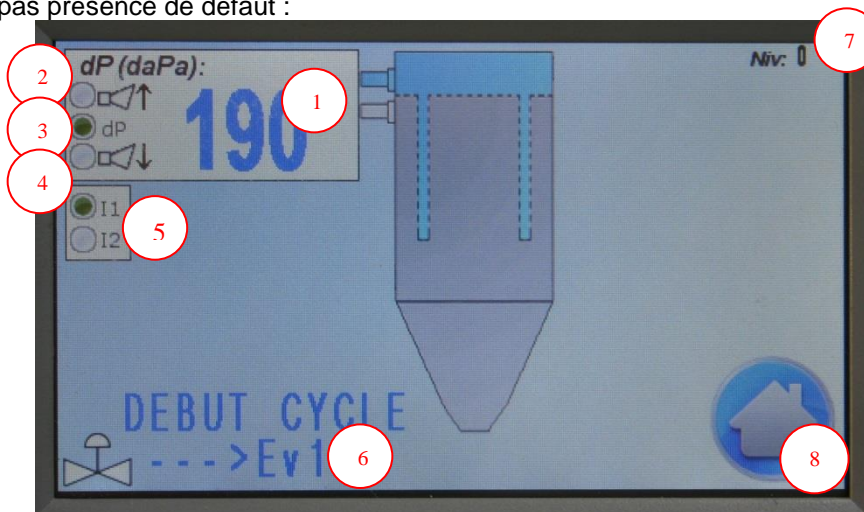 pas présence de défaut :
7
2
dP (daPa):
Niv: 0
1
190
3
dP
4
I1
5
I2
DEBUT CYCLE
--->Ev1
6
8